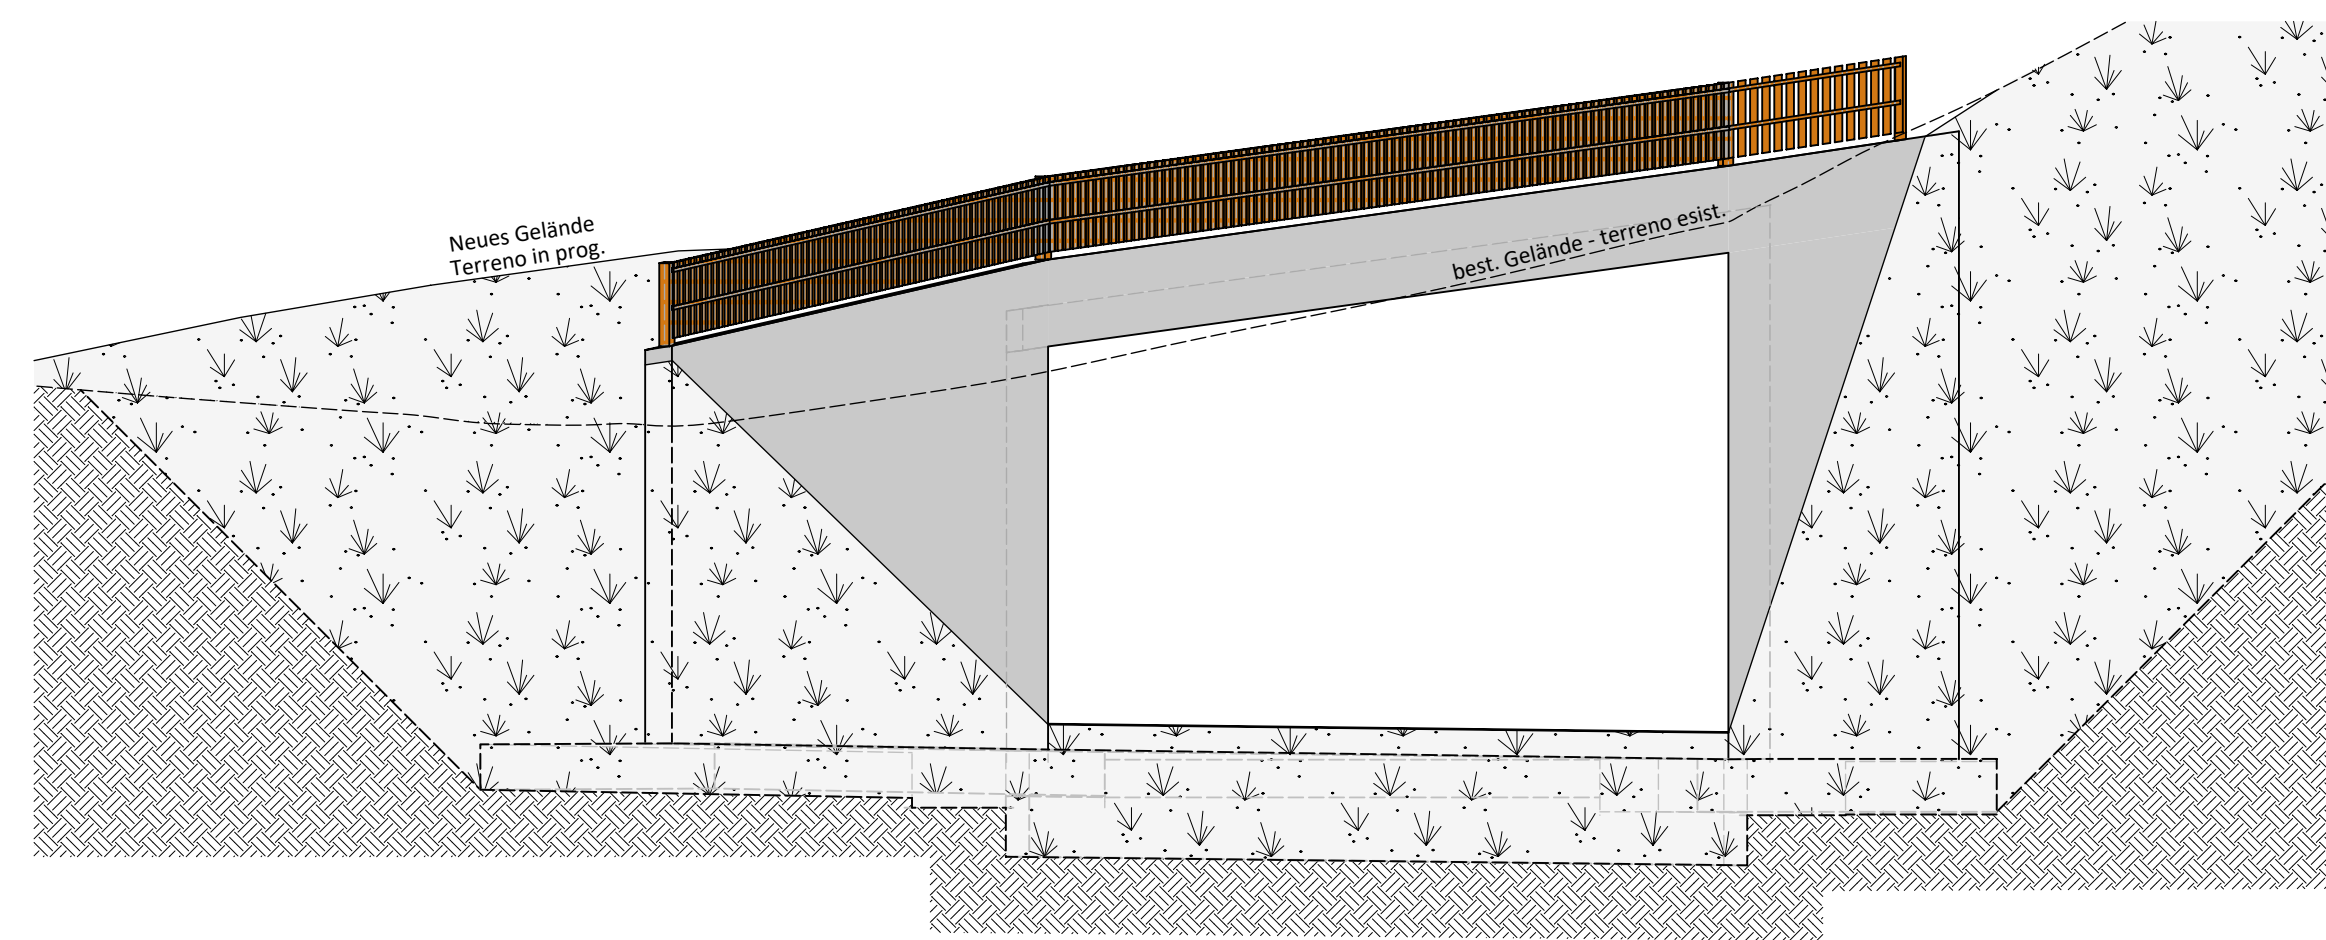 Neues Gelände
Terreno in prog.
best. Gelände - terreno esist.